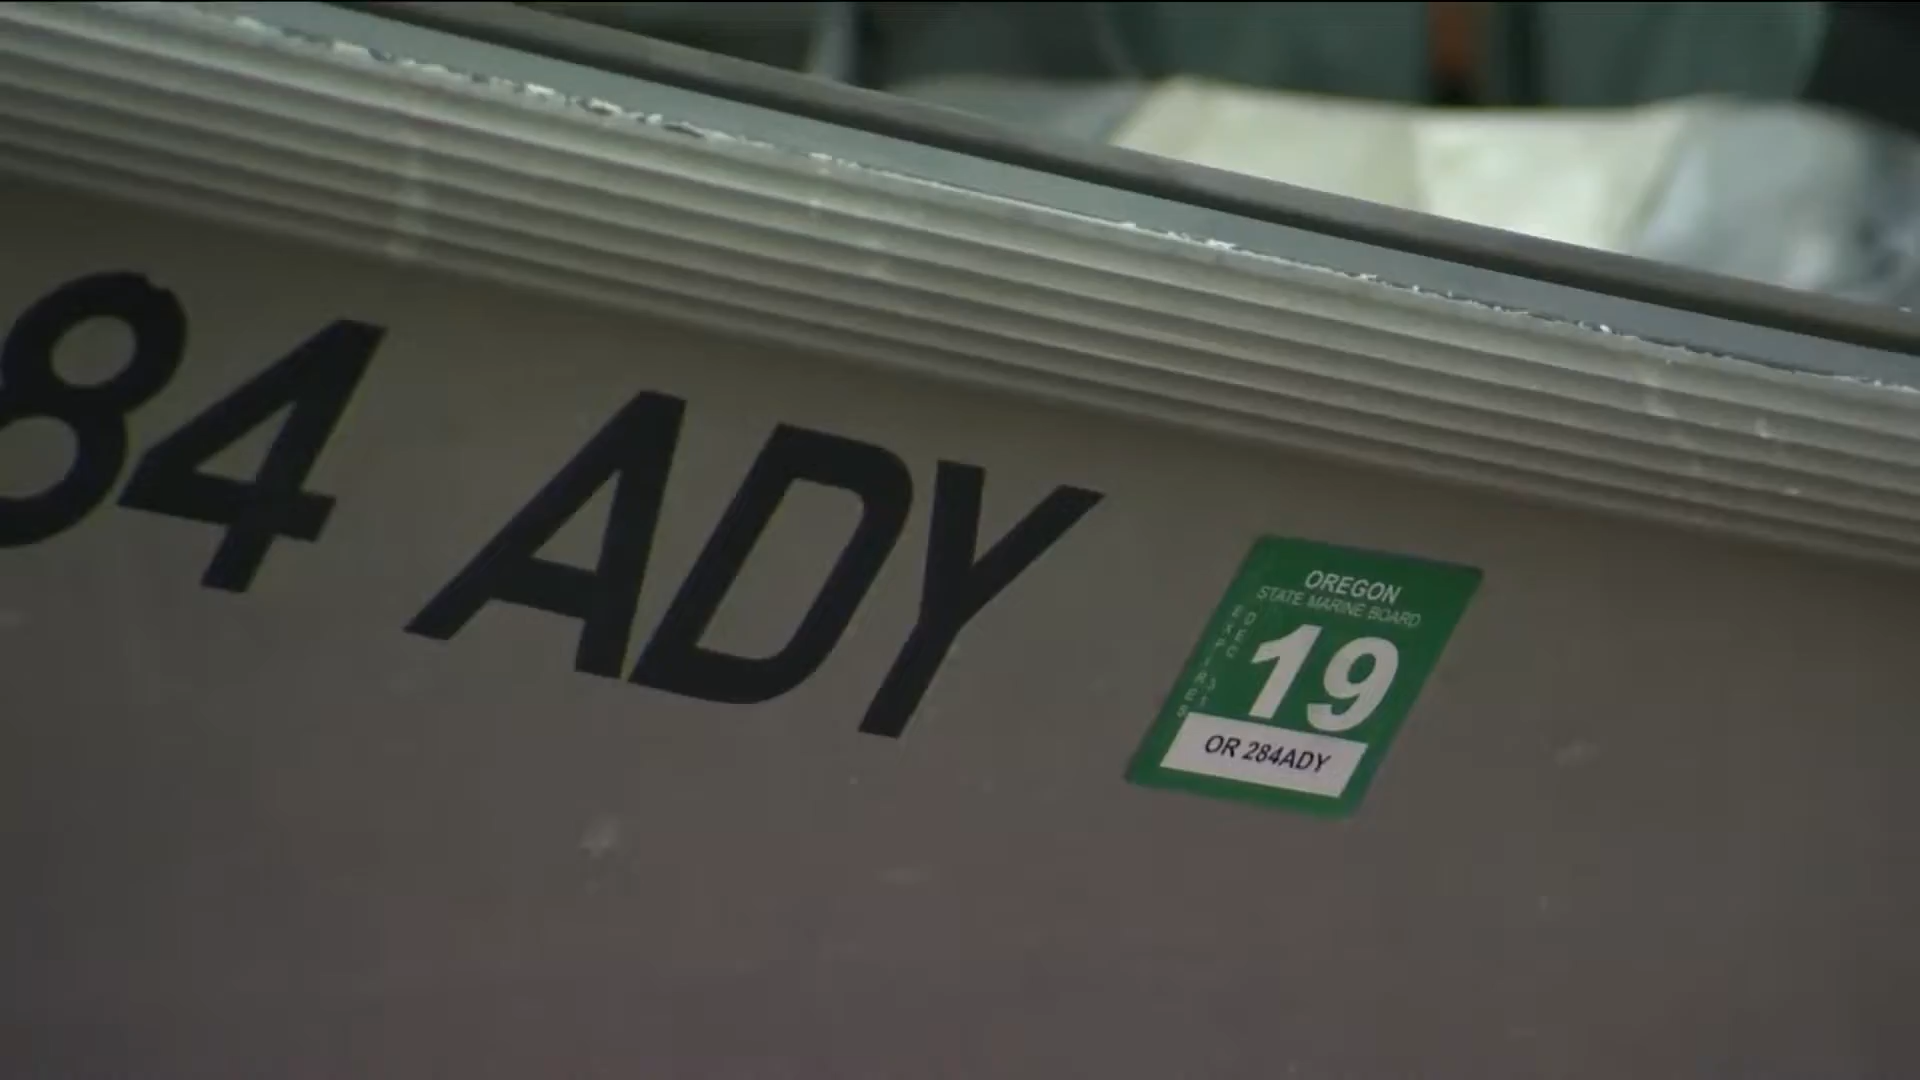 84 ADY
OREGON
STATE MARINE BOARD
EXPIRES
DEC 31
19
OR 284ADY